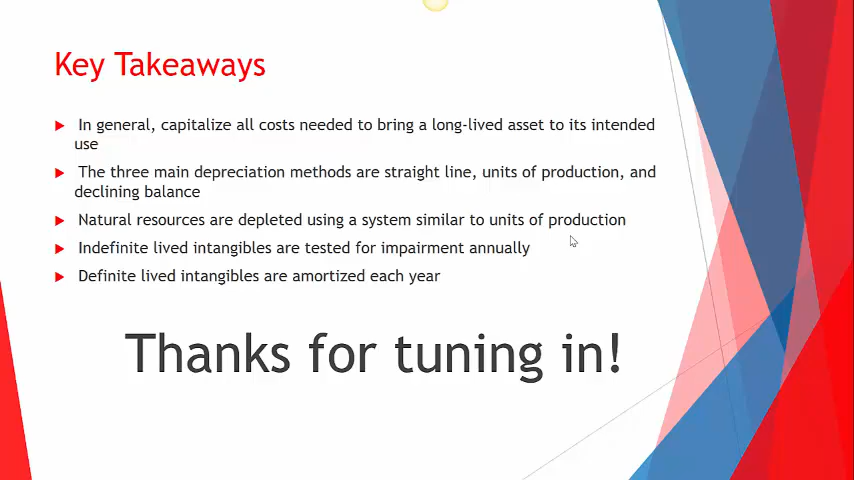 Key Takeaways
In general, capitalize all costs needed to bring a long-lived asset to its intended
use
The three main depreciation methods are straight line, units of production, and
declining balance
Natural resources are depleted using a system similar to units of production
Indefinite lived intangibles are tested for impairment annually
Definite lived intangibles are amortized each year
Thanks for tuning in!